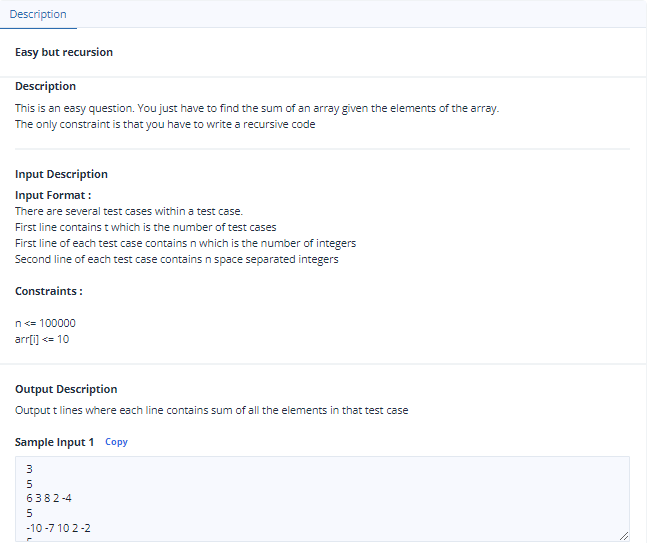 Description
Easy but recursion
Description
This is an easy question. You just have to find the sum of an array given the elements of the array.
The only constraint is that you have to write a recursive code
Input Description
Input Format :
There are several test cases within a test case.
First line contains t which is the number of test cases
First line of each test case contains n which is the number of integers
Second line of each test case contains n space separated integers
Constraints :
n <= 100000
arr[i] <= 10
Output Description
Output t lines where each line contains sum of all the elements in that test case
Sample Input 1 Copy
3
5
6 3 8 2 -4
5
-10 -7 10 2 -2